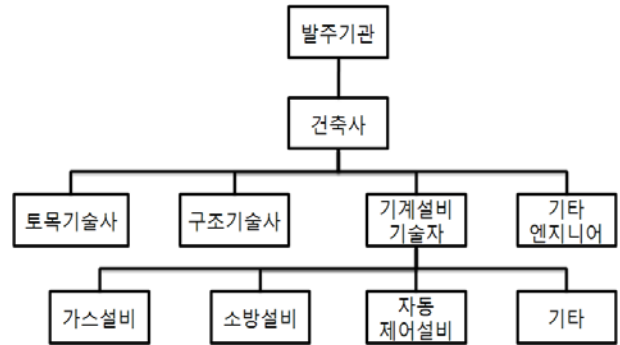 발주기관
건축사
토목기술사
구조기술사
기계설비
기술자
기타
엔지니어
가스설비
소방설비
자동
제어설비
기타